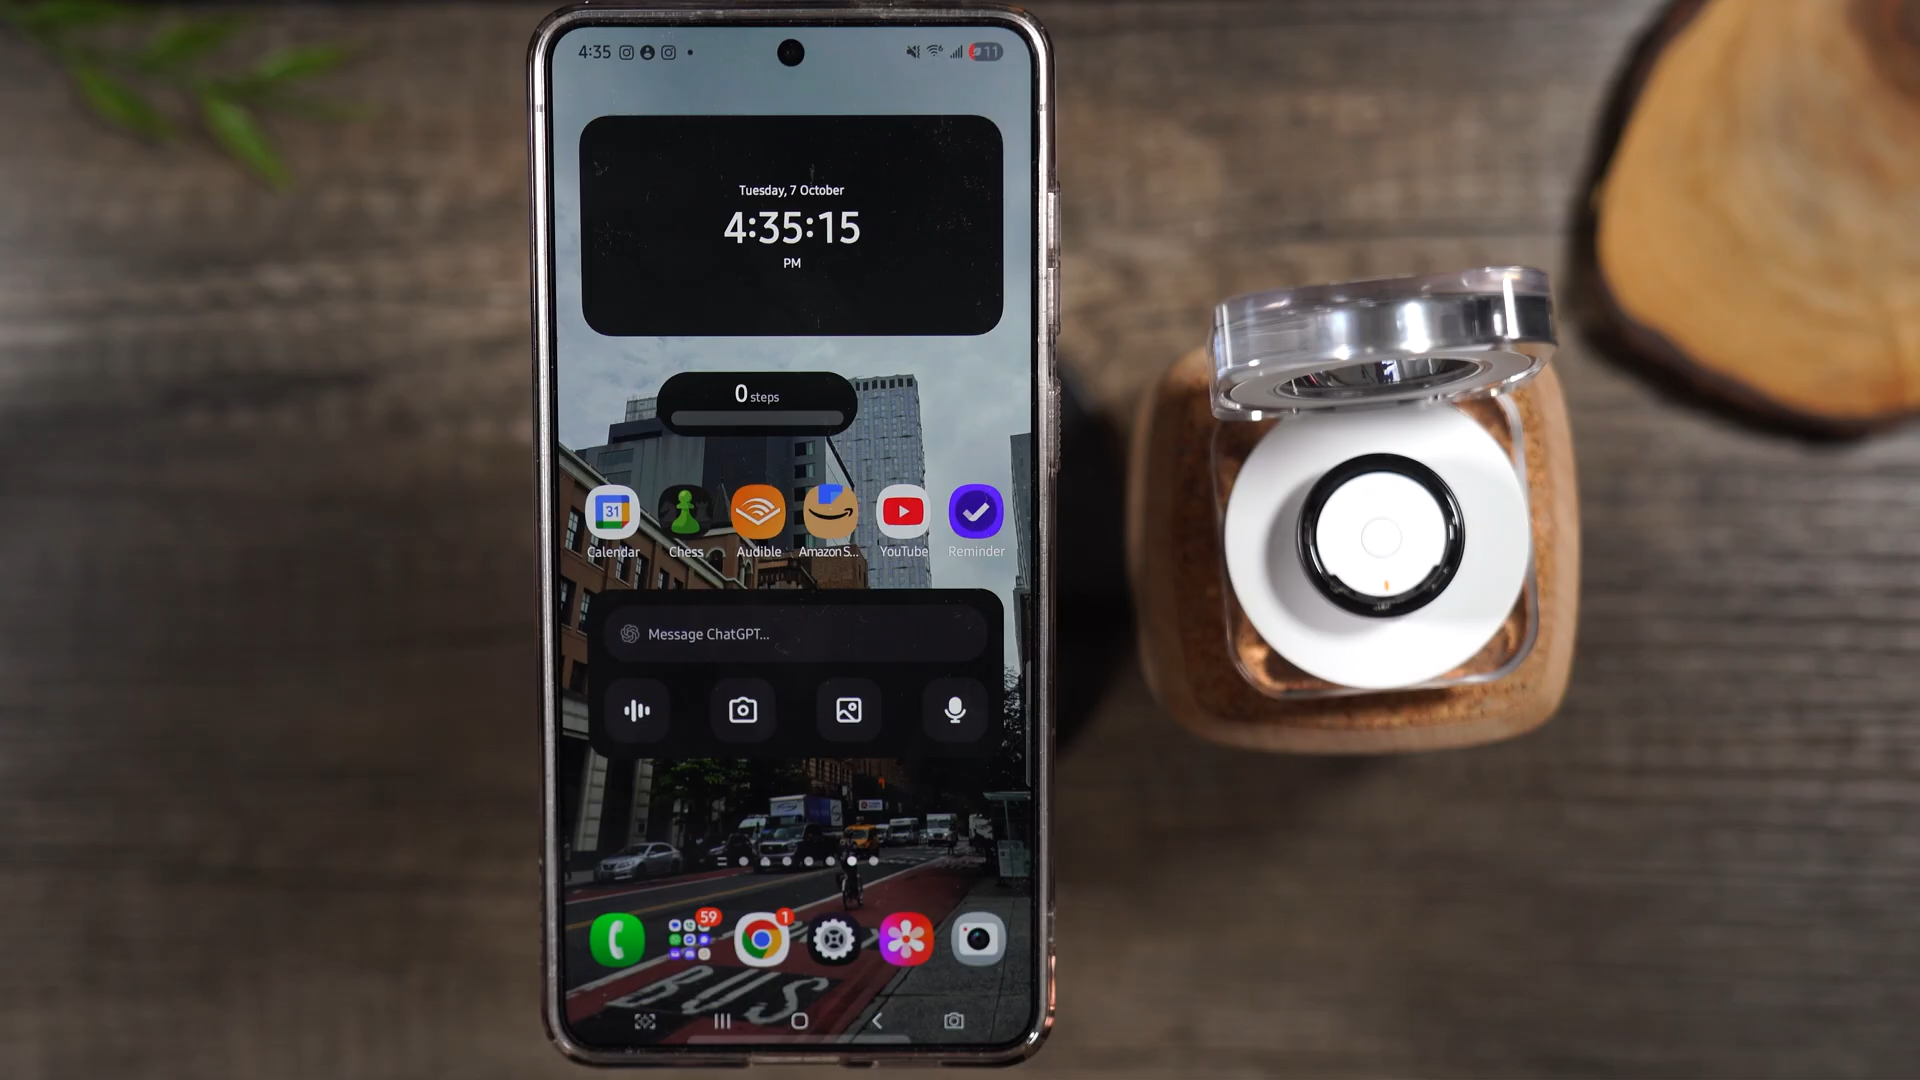 4:35
11
Tuesday, 7 October
4:35:15
PM
0 steps
31
Calendar
Chess
Audible
Amazon S...
YouTube
Reminder
Message ChatGPT...
59
1
BUS